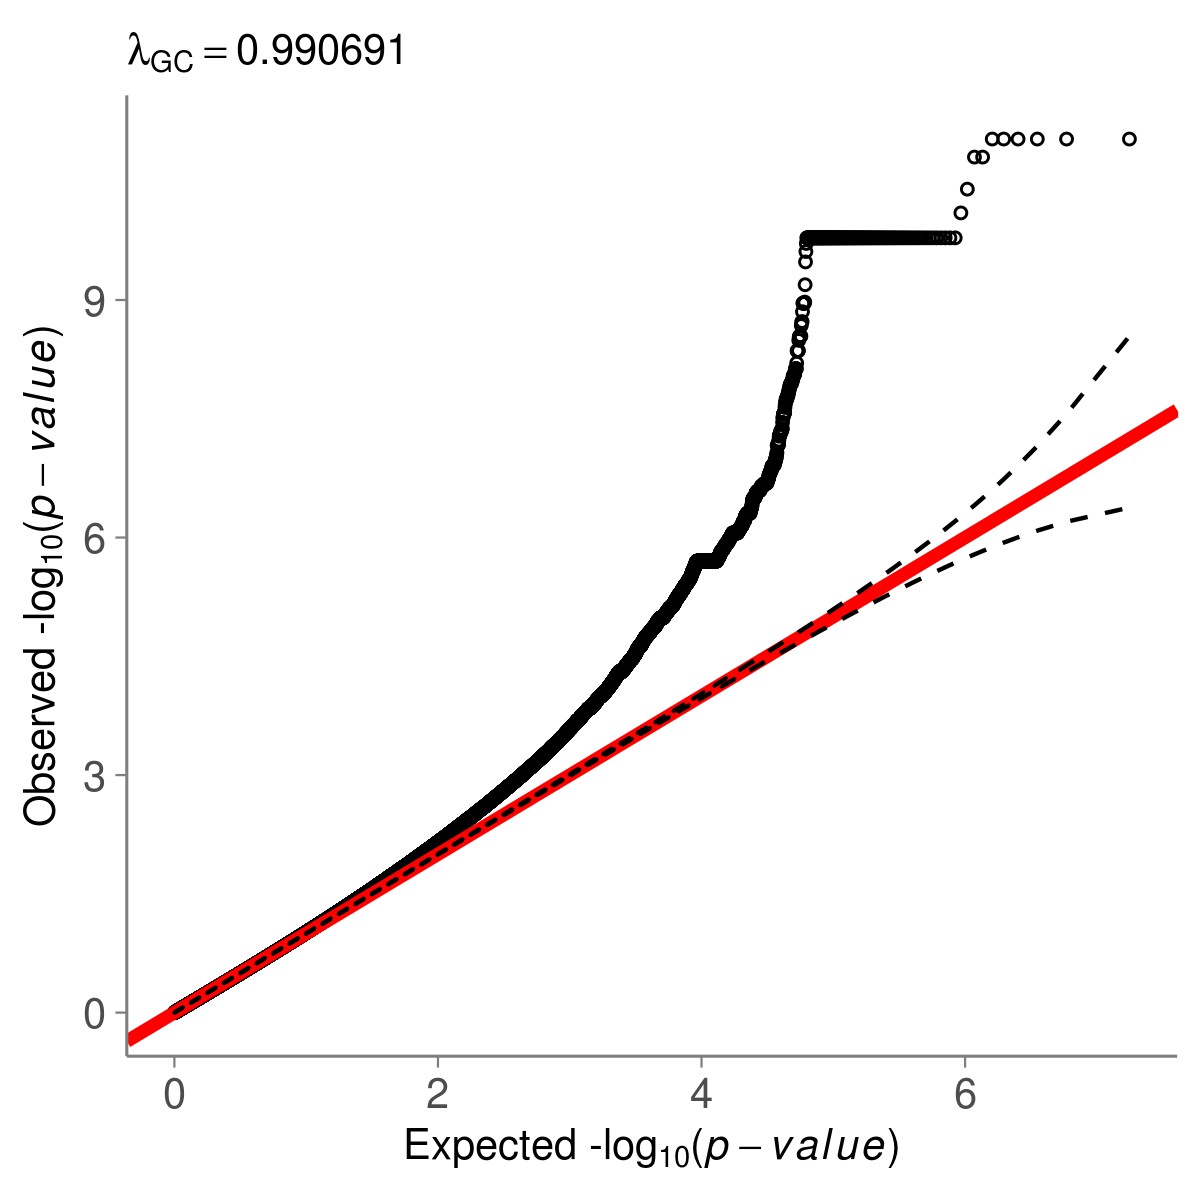 λGC = 0.990691
9
6
3
0
Observed -log10(p − value)
0 2 4 6
Expected -log10(p − value)